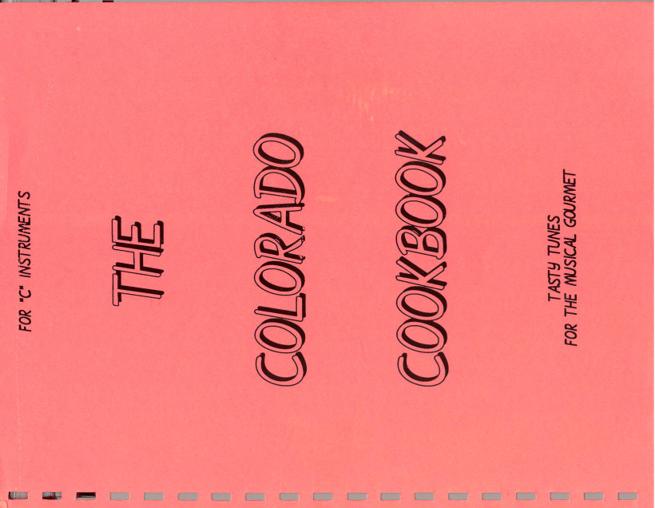 FOR "C" INSTRUMENTS
THE
COLORADO
COOKBOOK
TASTY TUNES
FOR THE MUSICAL GOURMET